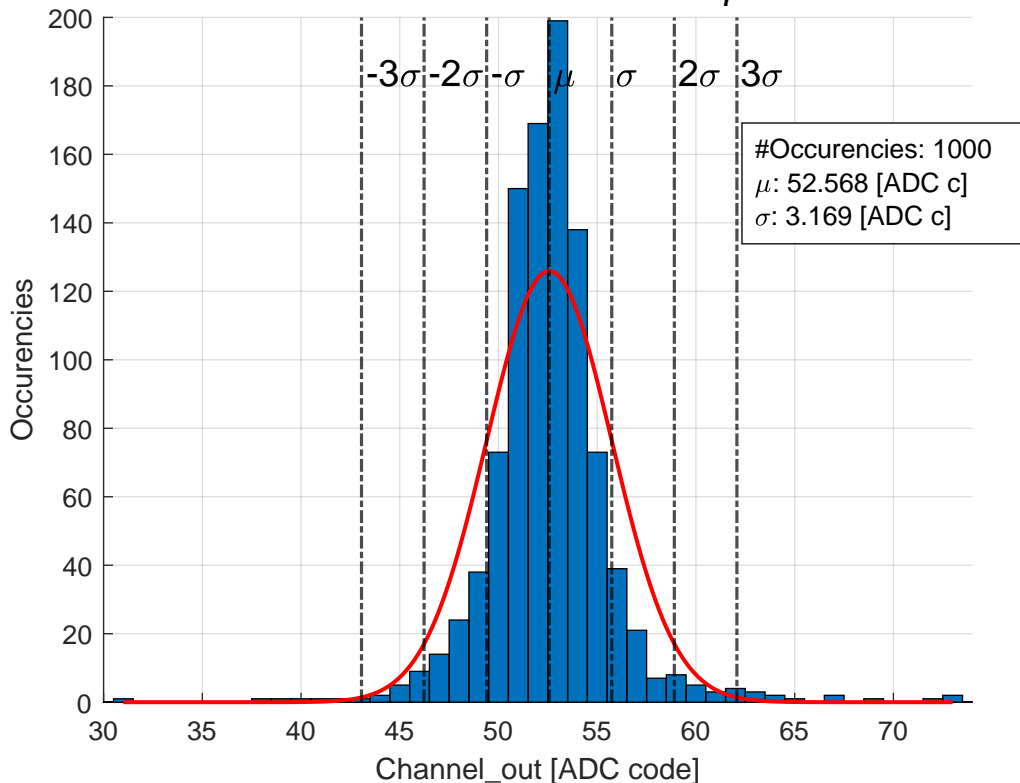 200
180
160
140
120
100
80
60
40
20
0
Occurencies
-3σ -2σ -σ μ σ 2σ 3σ
#Occurencies: 1000
μ: 52.568 [ADC c]
σ: 3.169 [ADC c]
30 35 40 45 50 55 60 65 70
Channel_out [ADC code]